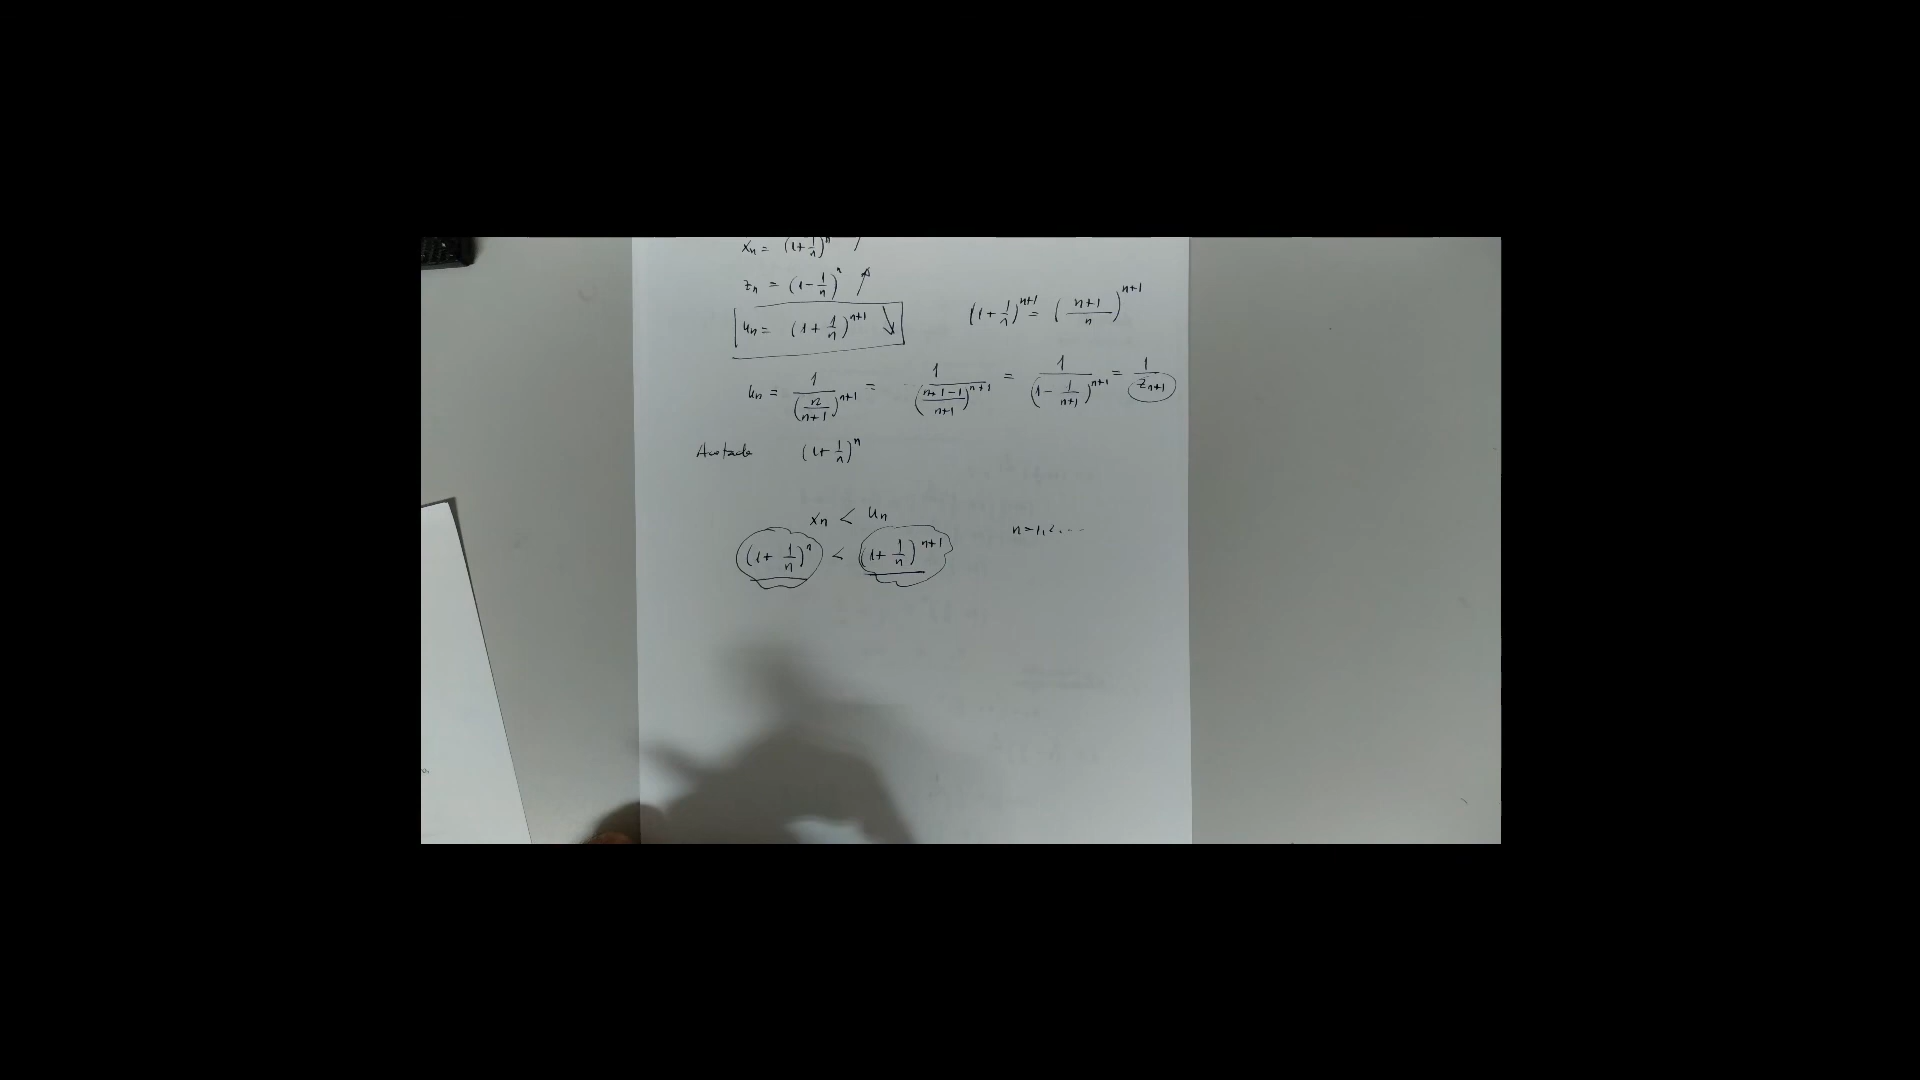 xn = (1+1/n)^n ↗
zn = (1-1/n)^n ↗
un = (1+1/n)^n+1 ↘ (1+1/n)^n+1 = (n+1/n)^n+1
un = 1/(n/n+1)^n+1 = 1/(n+1-1/n+1)^n+1 = 1/(1-1/n+1)^n+1 = 1/zn+1
(1+1/n)^n
xn < un
n=1,2,...
(1+1/n)^n < (1+1/n)^n+1